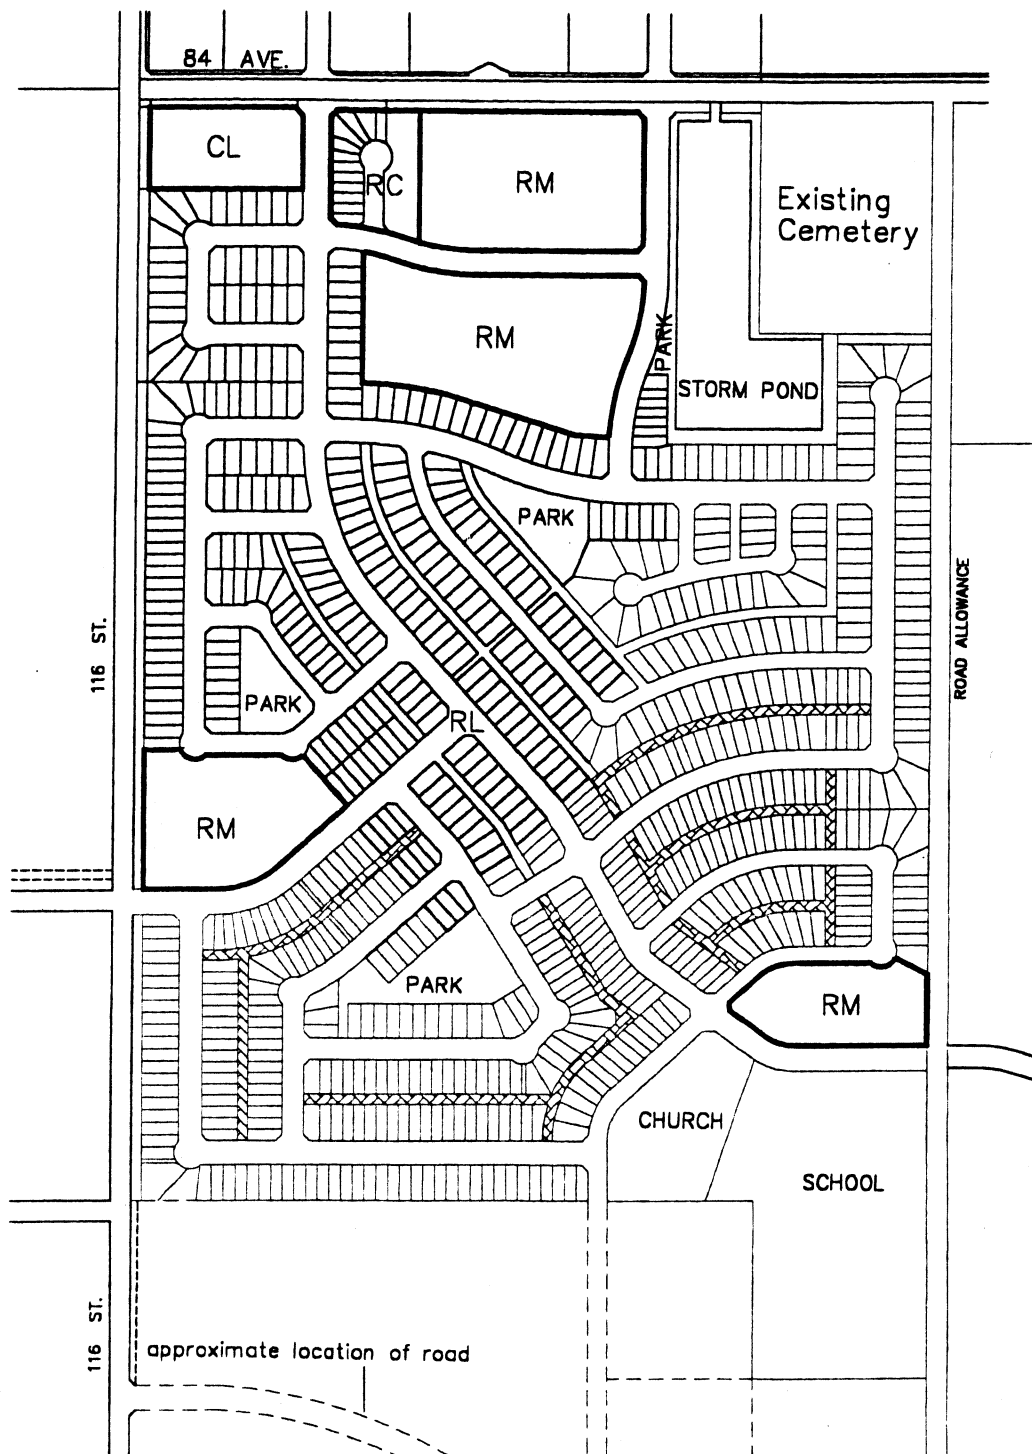 84 AVE.
CL
RC
RM
Existing
Cemetery
RM
PARK
STORM POND
PARK
ROAD ALLOWANCE
116 ST.
PARK
RL
RM
PARK
RM
CHURCH
SCHOOL
116 ST.
approximate location of road